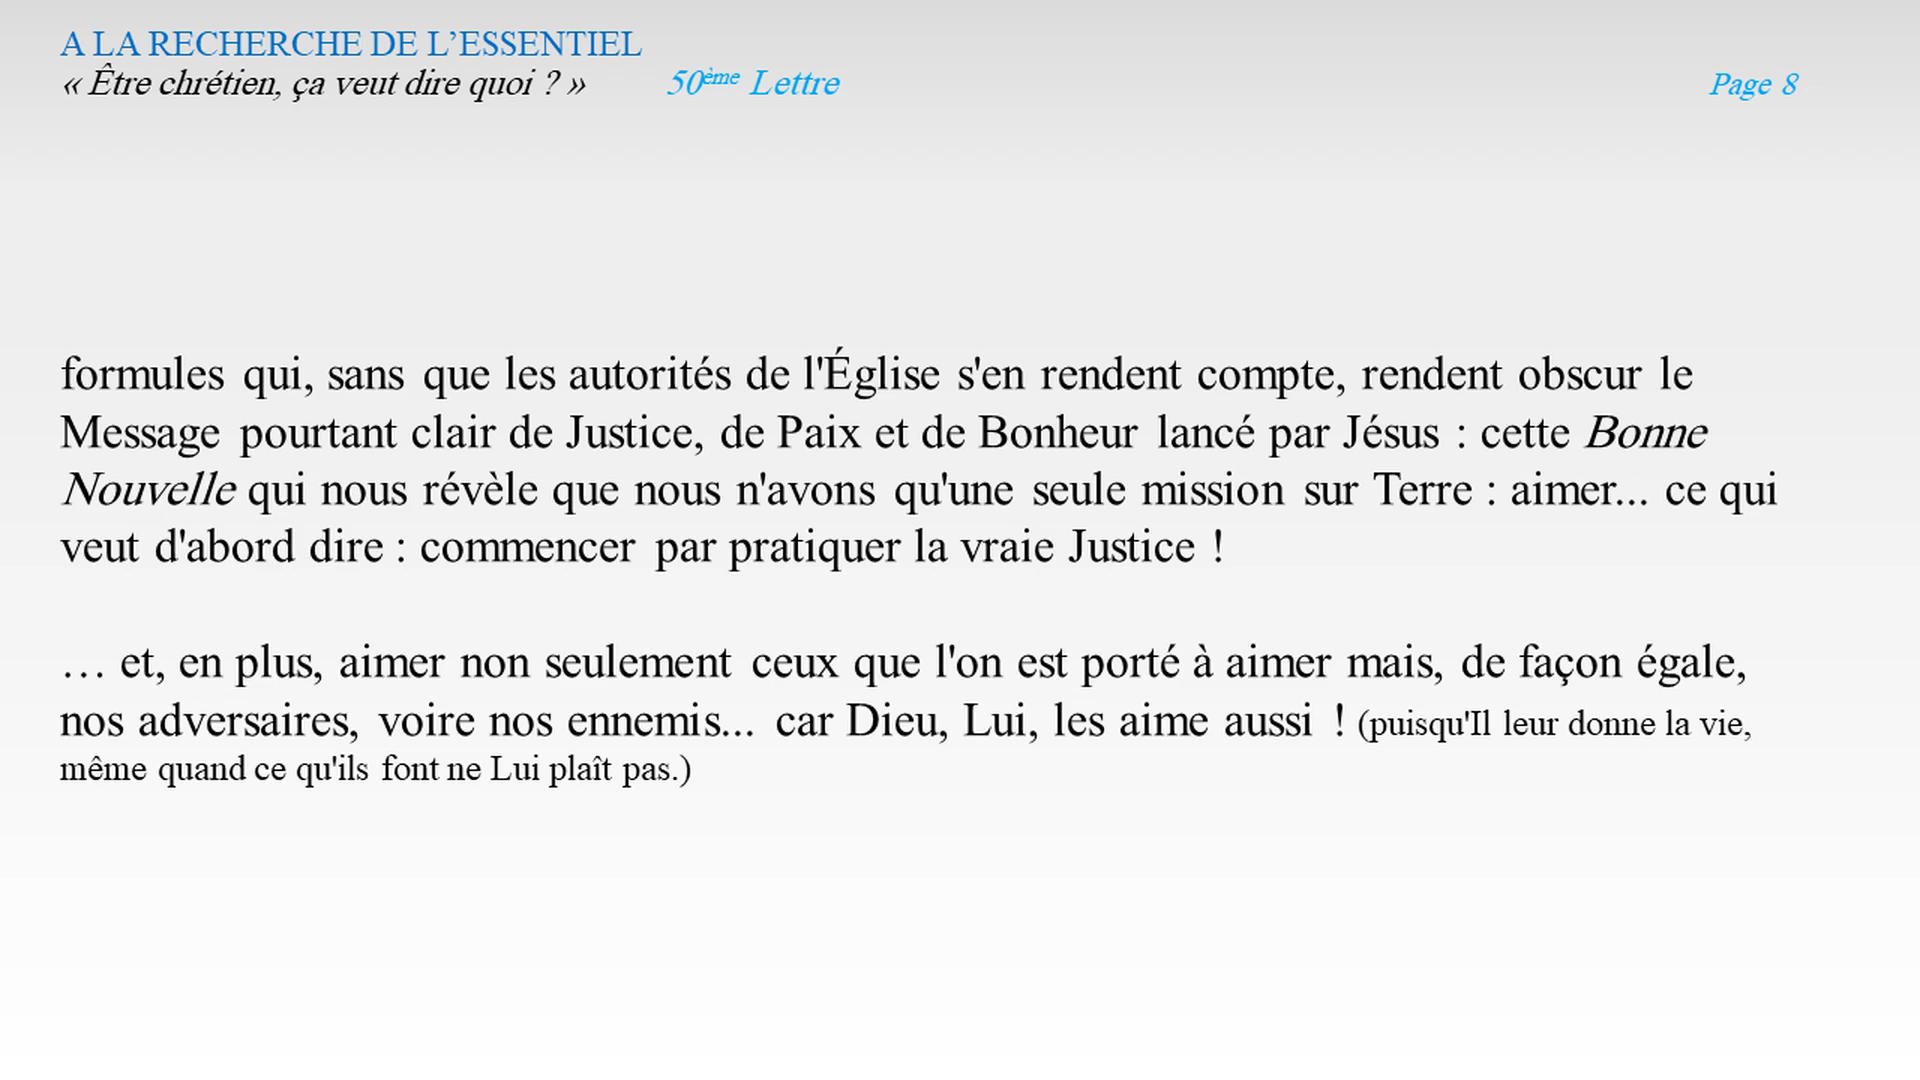 A LA RECHERCHE DE L’ESSENTIEL
« Être chrétien, ça veut dire quoi ? » 50ème Lettre Page 8
formules qui, sans que les autorités de l'Église s'en rendent compte, rendent obscur le
Message pourtant clair de Justice, de Paix et de Bonheur lancé par Jésus : cette Bonne
Nouvelle qui nous révèle que nous n'avons qu'une seule mission sur Terre : aimer... ce qui
veut d'abord dire : commencer par pratiquer la vraie Justice !
… et, en plus, aimer non seulement ceux que l'on est porté à aimer mais, de façon égale,
nos adversaires, voire nos ennemis... car Dieu, Lui, les aime aussi ! (puisqu'Il leur donne la vie,
même quand ce qu'ils font ne Lui plaît pas.)